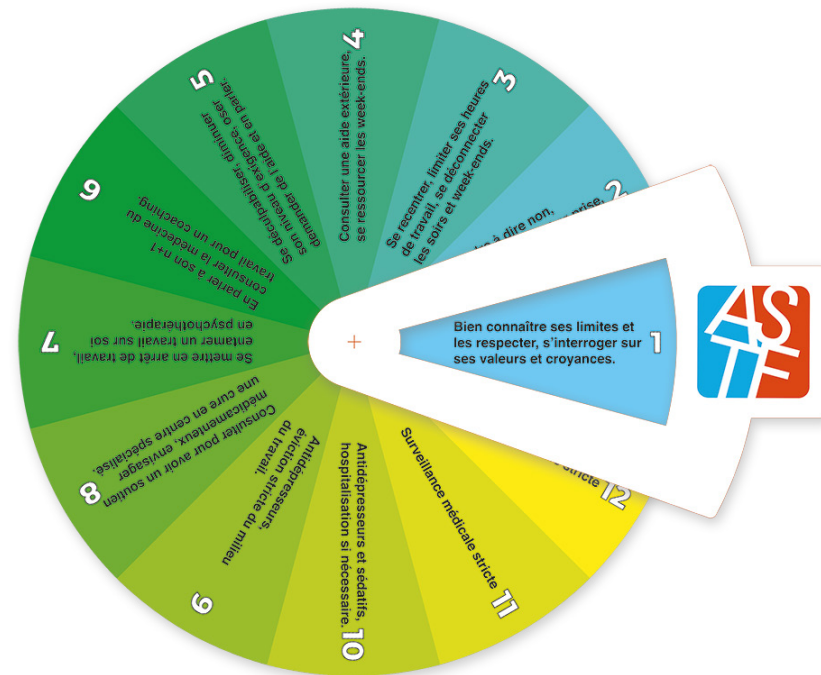 1
Bien connaître ses limites et
les respecter, s'interroger sur
ses valeurs et croyances.
AS
TF
2
à dire non,
prise,
3
Se recentrer, limiter ses heures
de travail, se déconnecter
les soirs et week-ends.
4
Consulter une aide extérieure,
se ressourcer les week-ends.
5
Se déculpabiliser, diminuer
son niveau d'exigence, oser
demander de l'aide et en parler.
6
En parler à son n+1
consulter la médecine du
travail pour un coaching.
7
Se mettre en arrêt de travail,
entamer un travail sur soi
en psychothérapie.
8
Consulter pour avoir un soutien
médicamenteux, envisager
une cure en centre spécialisé.
9
Antidépresseurs,
éviction stricte du milieu
du travail.
10
Antidépresseurs et sédatifs,
hospitalisation si nécessaire.
11
Surveillance médicale stricte
12
stricte